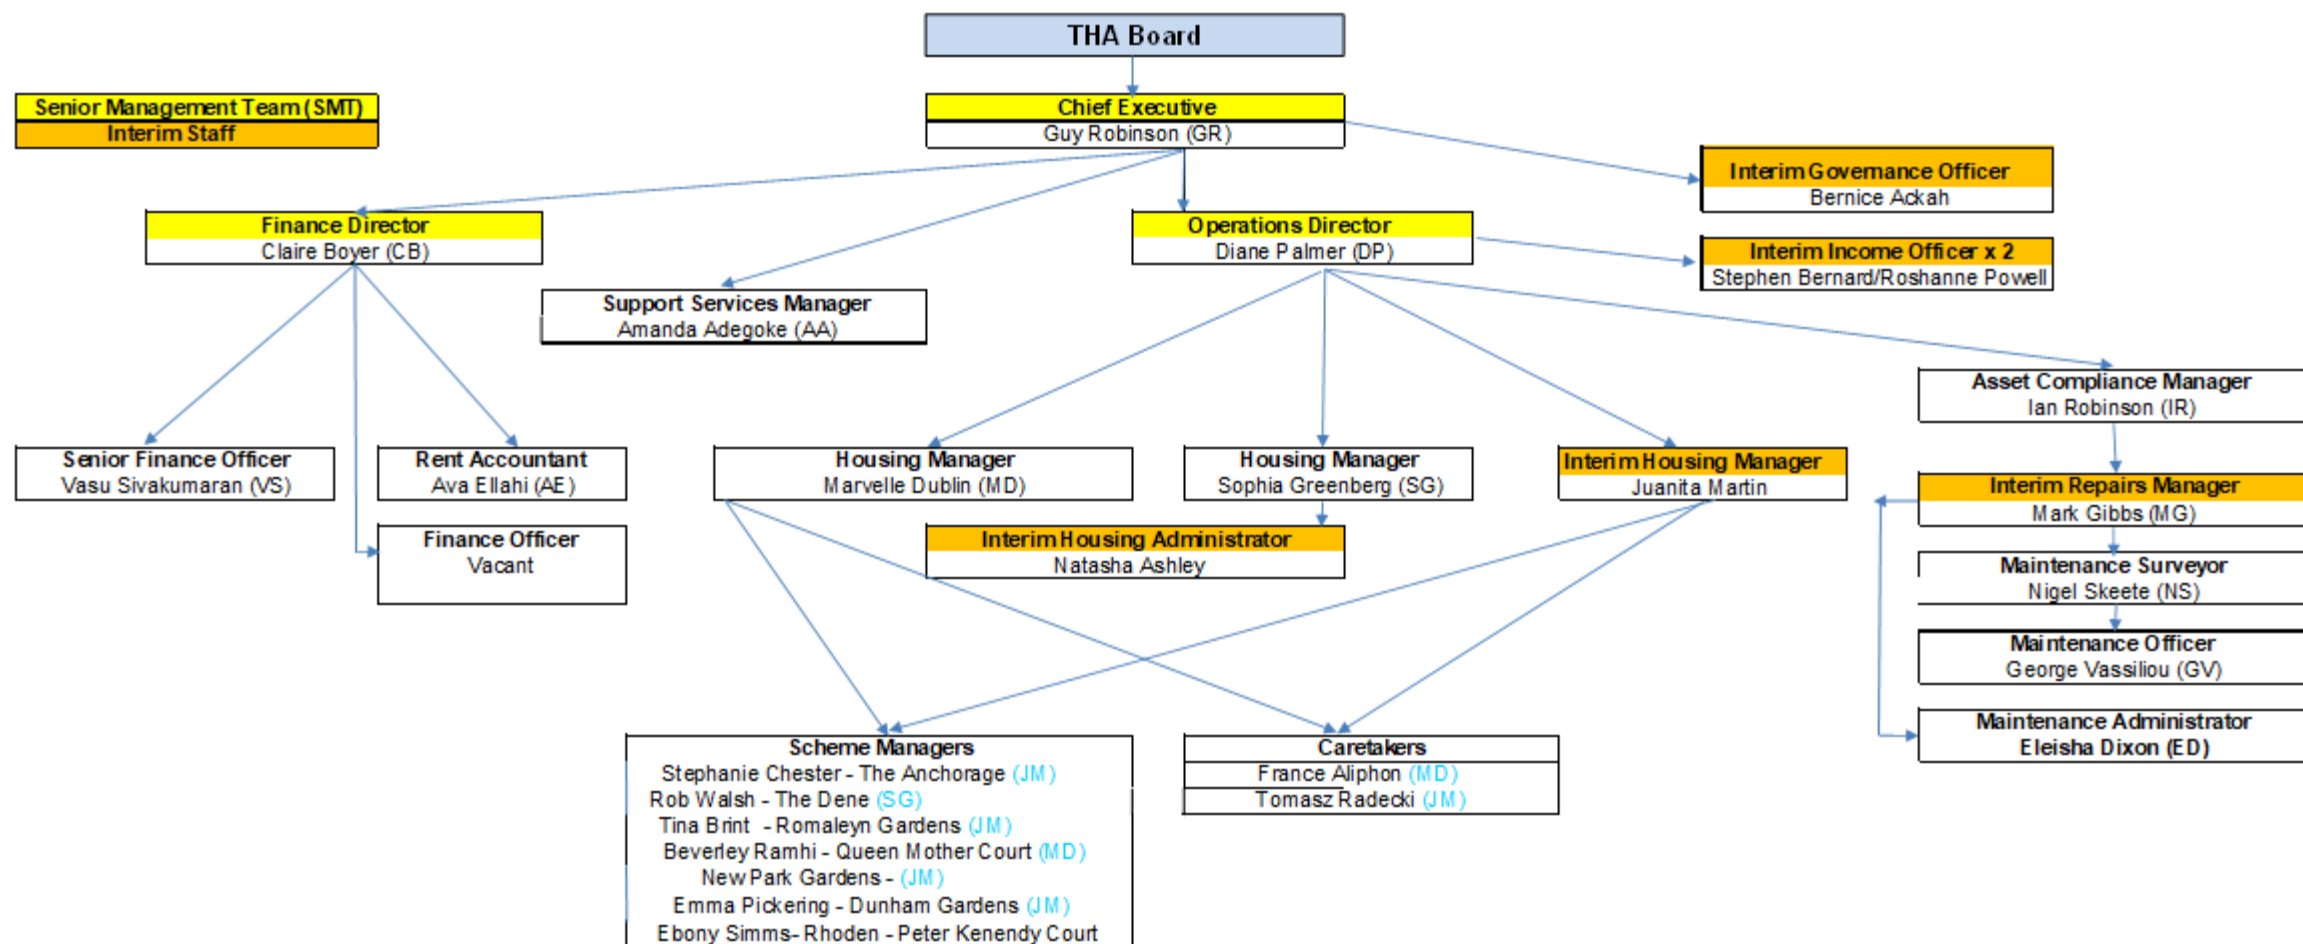 THA Board
Senior Management Team (SMT)
Interim Staff
Chief Executive
Guy Robinson (GR)
Interim Governance Officer
Bernice Ackah
Finance Director
Claire Boyer (CB)
Operations Director
Diane Palmer (DP)
Interim Income Officer x 2
Stephen Bernard/Roshanne Powell
Support Services Manager
Amanda Adegoke (AA)
Asset Compliance Manager
Ian Robinson (IR)
Senior Finance Officer
Vasu Sivakumaran (VS)
Rent Accountant
Ava Ellahi (AE)
Housing Manager
Marvelle Dublin (MD)
Housing Manager
Sophia Greenberg (SG)
Interim Housing Manager
Juanita Martin
Interim Repairs Manager
Mark Gibbs (MG)
Finance Officer
Vacant
Interim Housing Administrator
Natasha Ashley
Maintenance Surveyor
Nigel Skeete (NS)
Maintenance Officer
George Vassiliou (GV)
Maintenance Administrator
Eleisha Dixon (ED)
Scheme Managers
Stephanie Chester - The Anchorage (JM)
Rob Walsh - The Dene (SG)
Tina Brint - Romaleyn Gardens (JM)
Beverley Ramhi - Queen Mother Court (MD)
New Park Gardens - (JM)
Emma Pickering - Dunham Gardens (JM)
Ebony Simms- Rhoden - Peter Kenendy Court
Caretakers
France Aliphon (MD)
Tomasz Radecki (JM)